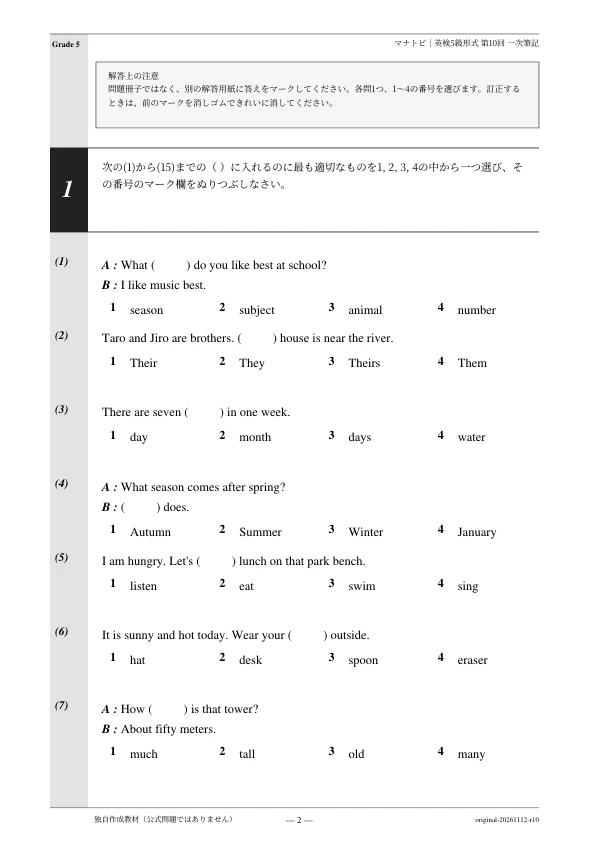 Grade 5
マナトビ｜英検5級形式 第10回 一次筆記
解答上の注意
問題冊子ではなく、別の解答用紙に答えをマークしてください。各問1つ、1〜4の番号を選びます。訂正する
ときは、前のマークを消しゴムできれいに消してください。
1
次の(1)から(15)までの（ ）に入れるのに最も適切なものを1, 2, 3, 4の中から一つ選び、そ
の番号のマーク欄をぬりつぶしなさい。
(1)
A : What (      ) do you like best at school?
B : I like music best.
1 season 2 subject 3 animal 4 number
(2)
Taro and Jiro are brothers. (      ) house is near the river.
1 Their 2 They 3 Theirs 4 Them
(3)
There are seven (      ) in one week.
1 day 2 month 3 days 4 water
(4)
A : What season comes after spring?
B : (      ) does.
1 Autumn 2 Summer 3 Winter 4 January
(5)
I am hungry. Let's (      ) lunch on that park bench.
1 listen 2 eat 3 swim 4 sing
(6)
It is sunny and hot today. Wear your (      ) outside.
1 hat 2 desk 3 spoon 4 eraser
(7)
A : How (      ) is that tower?
B : About fifty meters.
1 much 2 tall 3 old 4 many
独自作成教材（公式問題ではありません）
— 2 —
original-20261112-r10